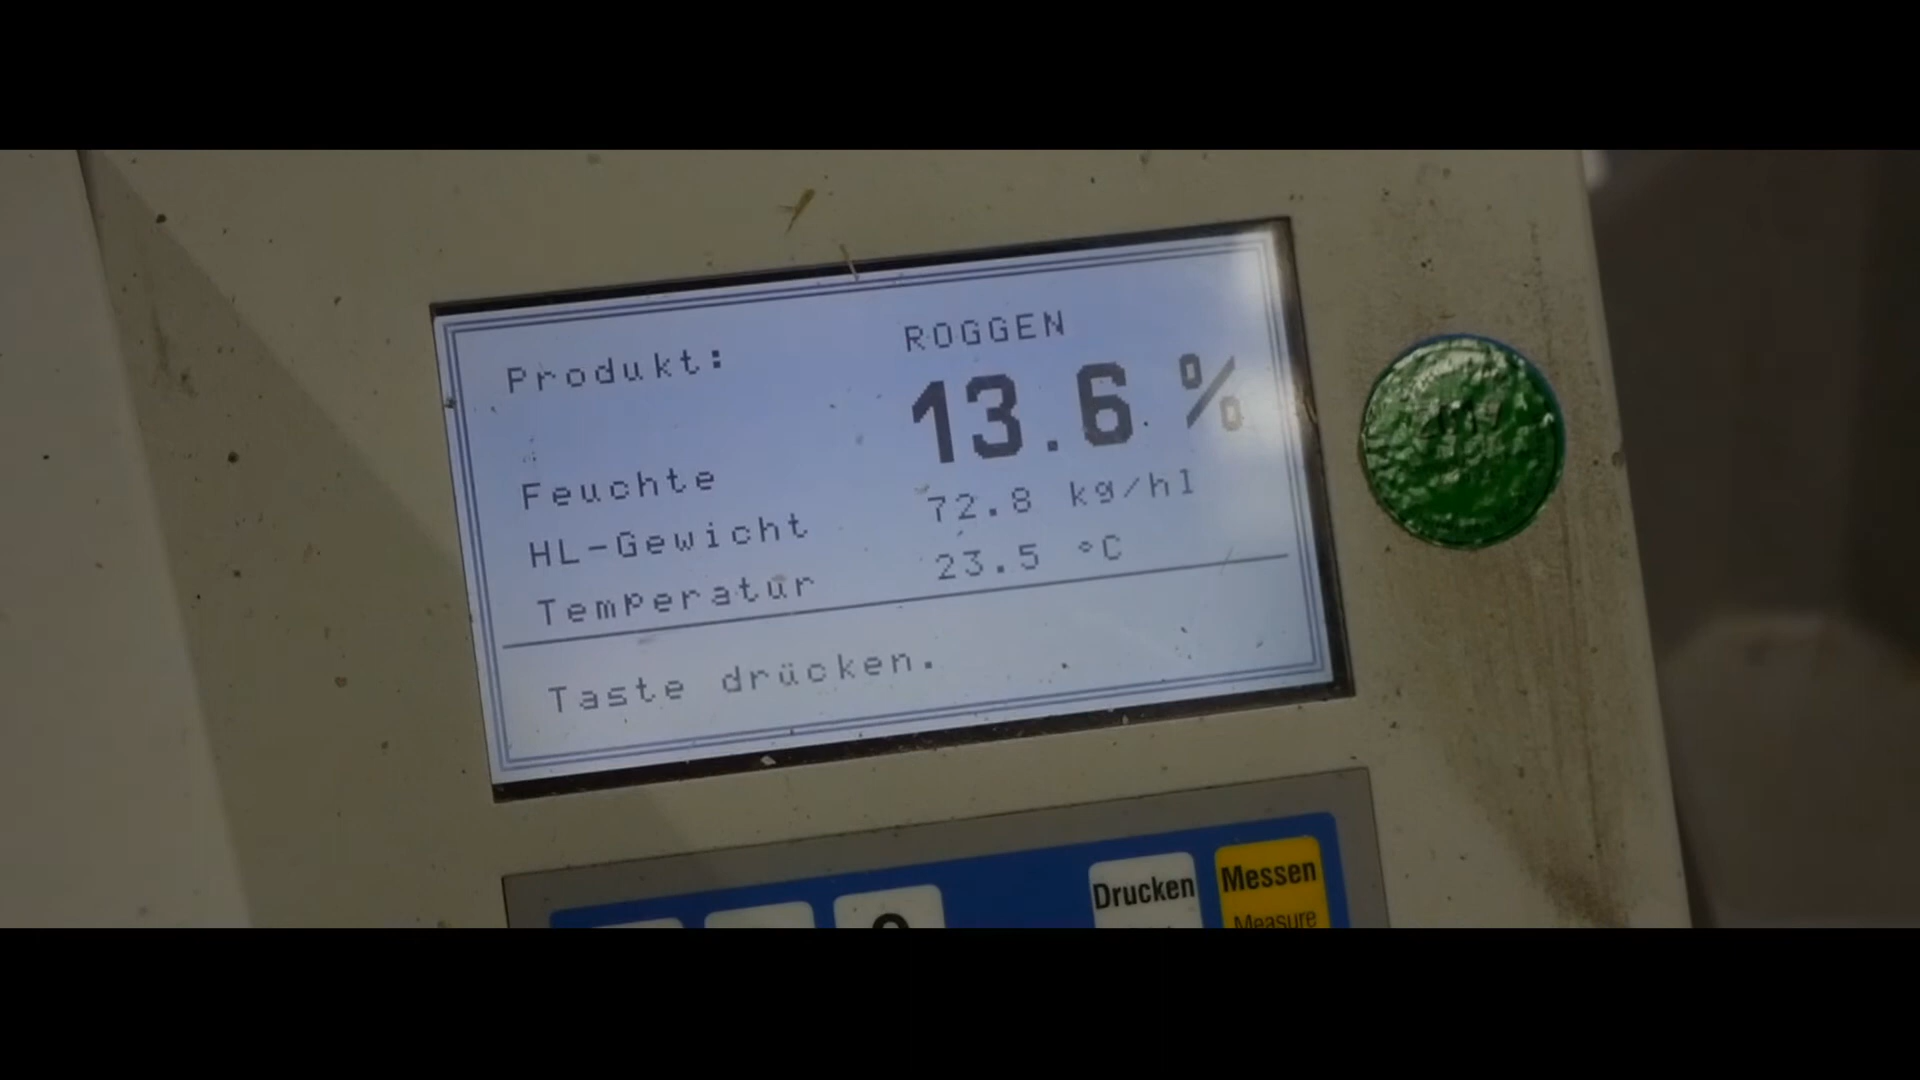 Produkt: ROGGEN
Feuchte 13.6 %
HL-Gewicht 72.8 kg/hl
Temperatur 23.5 °C
Taste drücken.
Drucken Messen
Measure